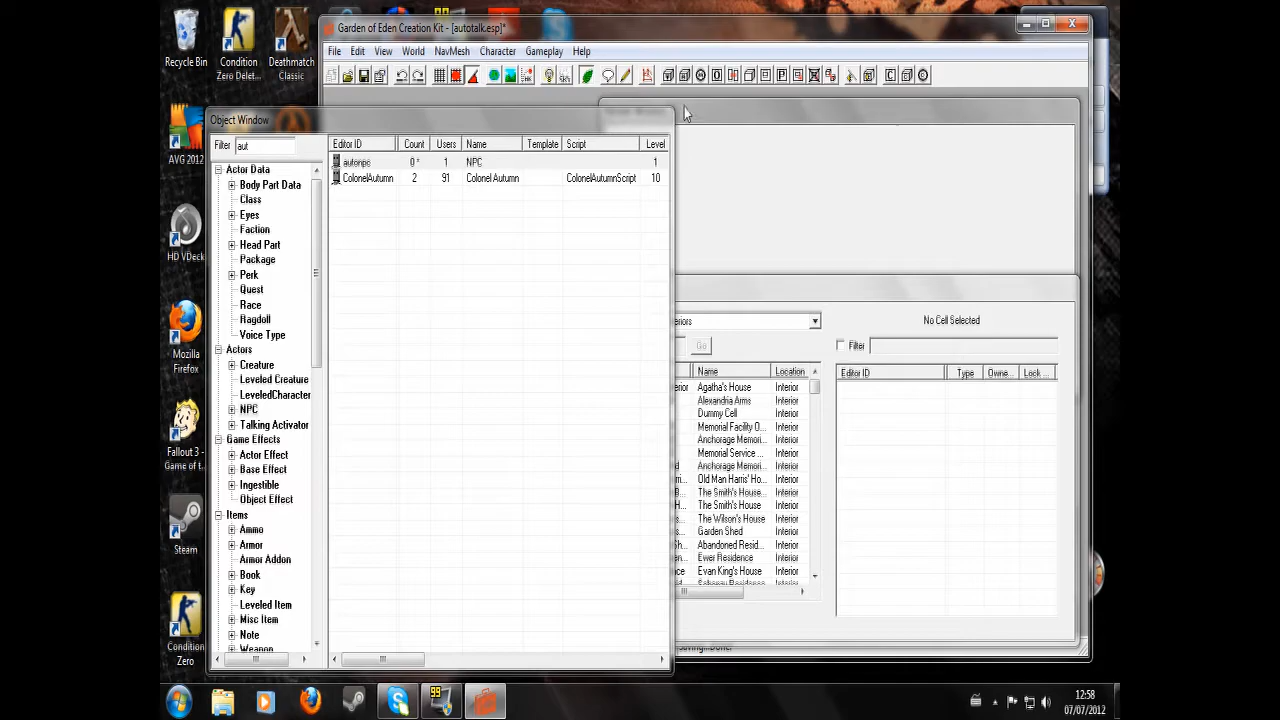 Recycle Bin
Condition
Zero Delet...
Deathmatch
Classic
AVG 2012
HD VDeck
Mozilla
Firefox
Fallout 3 -
Game of t...
Steam
Condition
Zero
Garden of Eden Creation Kit - [autotalk.esp]*
File Edit View World NavMesh Character Gameplay Help
Object Window
Filter aut
Actor Data
Body Part Data
Class
Eyes
Faction
Head Part
Package
Perk
Quest
Race
Ragdoll
Voice Type
Actors
Creature
Leveled Creature
LeveledCharacter
NPC
Talking Activator
Game Effects
Actor Effect
Base Effect
Ingestible
Object Effect
Items
Ammo
Armor
Armor Addon
Book
Key
Leveled Item
Misc Item
Note
Weapon
Editor ID Count Users Name Template Script Level
autonpc 0 * 1 NPC 1
ColonelAutumn 2 91 Colonel Autumn ColonelAutumnScript 10
eriors
Go
No Cell Selected
Filter
Name Location
erior Agatha's House Interior
Alexandria Arms Interior
Dummy Cell Interior
Memorial Facility O... Interior
Anchorage Memori... Interior
Memorial Service ... Interior
Anchorage Memori... Interior
Old Man Harris' Ho... Interior
The Smith's House Interior
The Smith's House Interior
The Wilson's House Interior
Garden Shed Interior
Abandoned Resid... Interior
Ewer Residence Interior
Evan King's House Interior
Editor ID Type Owne... Lock ...
Saving...Done!
99
12:58
07/07/2012